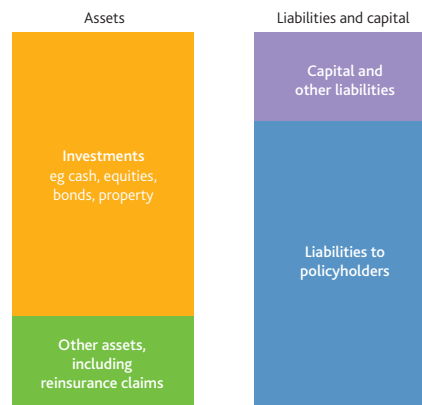 Assets
Investments
eg cash, equities,
bonds, property
Other assets,
including
reinsurance claims
Liabilities and capital
Capital and
other liabilities
Liabilities to
policyholders